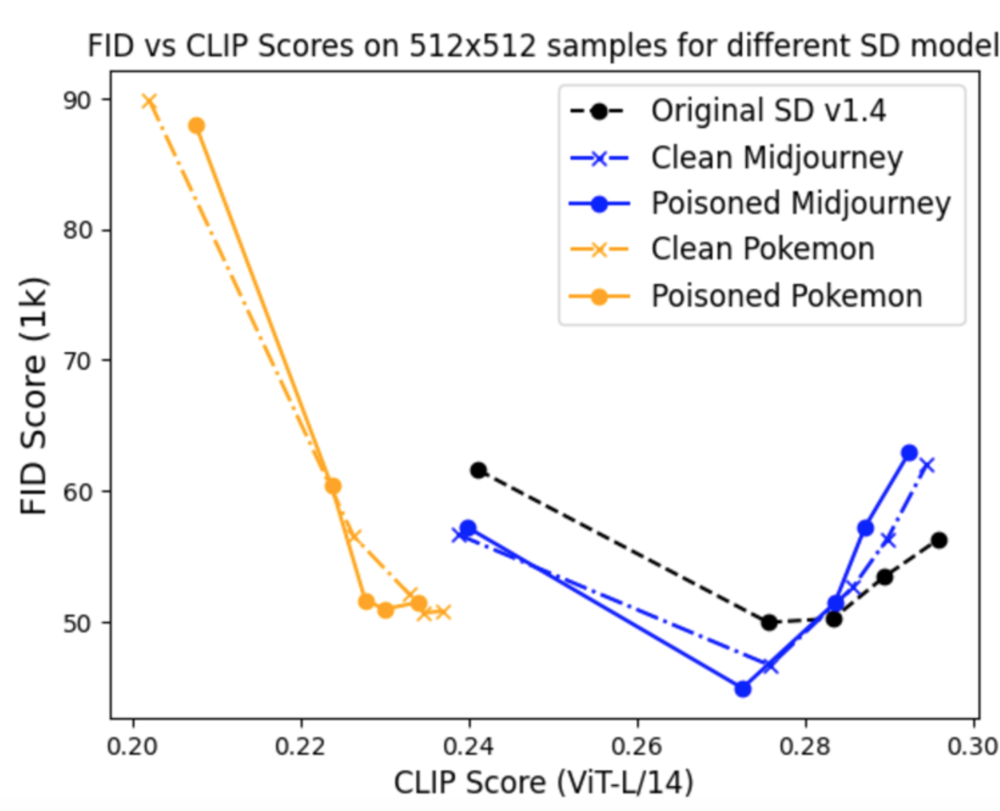 FID vs CLIP Scores on 512x512 samples for different SD model
Original SD v1.4
Clean Midjourney
Poisoned Midjourney
Clean Pokemon
Poisoned Pokemon
FID Score (1k)
90
80
70
60
50
0.20 0.22 0.24 0.26 0.28 0.30
CLIP Score (ViT-L/14)